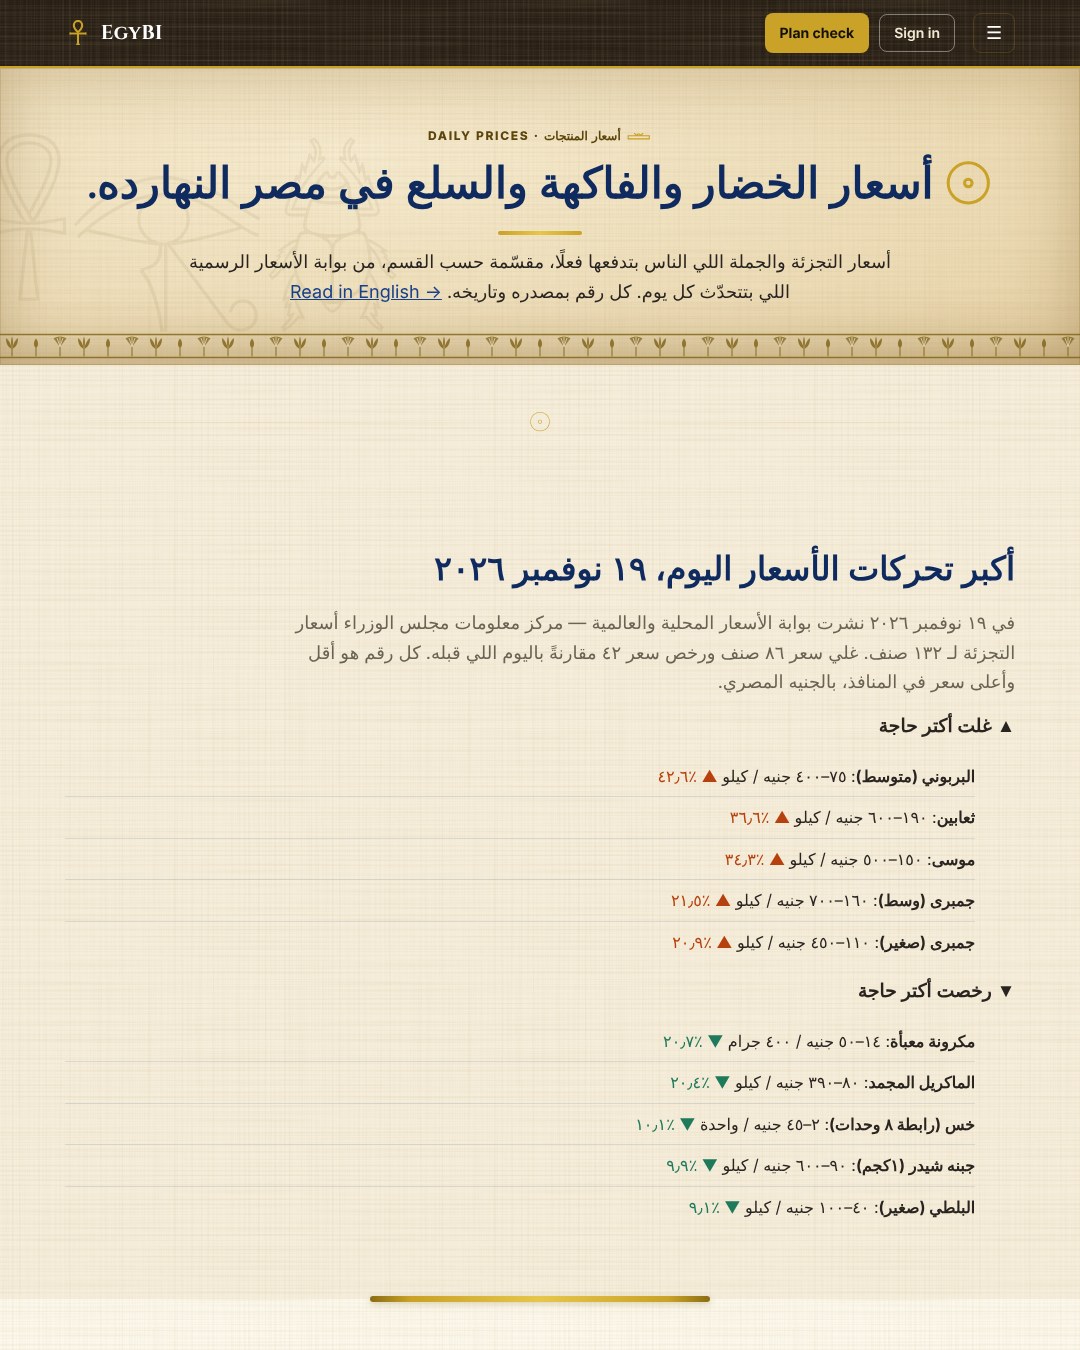 EGYBI
Plan check
Sign in
أسعار المنتجات · DAILY PRICES
أسعار الخضار والفاكهة والسلع في مصر النهارده.
أسعار التجزئة والجملة اللي الناس بتدفعها فعلًا، مقسّمة حسب القسم، من بوابة الأسعار الرسمية
اللي بتتحدّث كل يوم. كل رقم بمصدره وتاريخه. Read in English →
أكبر تحركات الأسعار اليوم، ١٩ نوفمبر ٢٠٢٦
في ١٩ نوفمبر ٢٠٢٦ نشرت بوابة الأسعار المحلية والعالمية — مركز معلومات مجلس الوزراء أسعار
التجزئة لـ ١٣٢ صنف. غلي سعر ٨٦ صنف ورخص سعر ٤٢ مقارنةً باليوم اللي قبله. كل رقم هو أقل
وأعلى سعر في المنافذ، بالجنيه المصري.
▲ غلت أكتر حاجة
البربوني (متوسط): ٧٥–٤٠٠ جنيه / كيلو ▲ ٤٢٫٦٪
ثعابين: ١٩٠–٦٠٠ جنيه / كيلو ▲ ٣٦٫٦٪
موسى: ١٥٠–٥٠٠ جنيه / كيلو ▲ ٣٤٫٣٪
جمبرى (وسط): ١٦٠–٧٠٠ جنيه / كيلو ▲ ٢١٫٥٪
جمبرى (صغير): ١١٠–٤٥٠ جنيه / كيلو ▲ ٢٠٫٩٪
▼ رخصت أكتر حاجة
مكرونة معبأة: ١٤–٥٠ جنيه / ٤٠٠ جرام ▼ ٢٠٫٧٪
الماكريل المجمد: ٨٠–٣٩٠ جنيه / كيلو ▼ ٢٠٫٤٪
خس (رابطة ٨ وحدات): ٢–٤٥ جنيه / واحدة ▼ ١٠٫١٪
جبنه شيدر (١كجم): ٩٠–٦٠٠ جنيه / كيلو ▼ ٩٫٩٪
البلطي (صغير): ٤٠–١٠٠ جنيه / كيلو ▼ ٩٫١٪